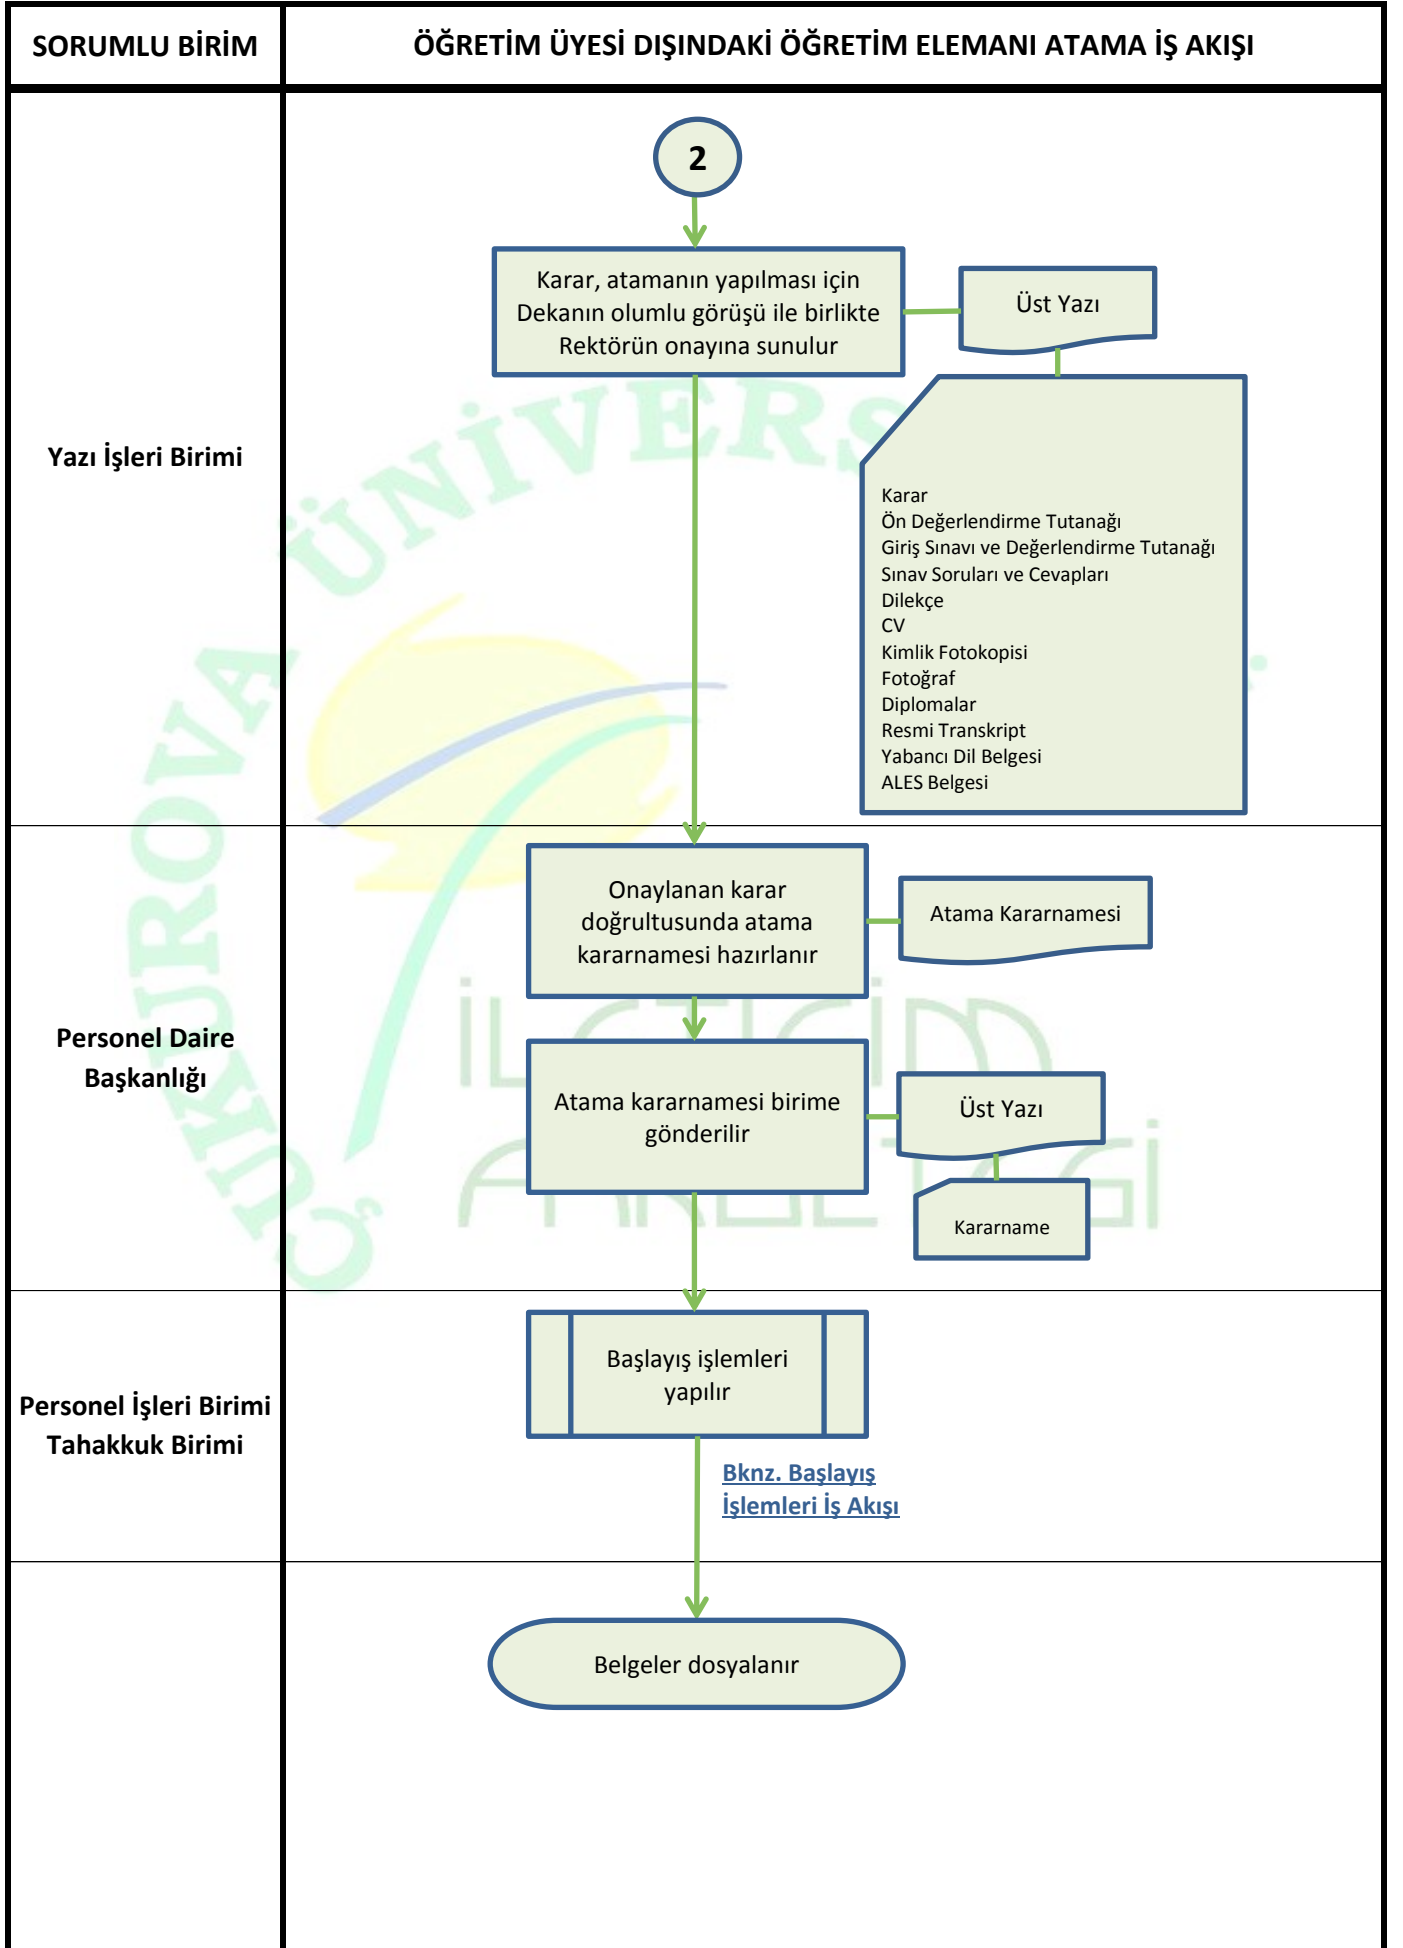 SORUMLU BİRİM
ÖĞRETİM ÜYESİ DIŞINDAKİ ÖĞRETİM ELEMANI ATAMA İŞ AKIŞI
2
Karar, atamanın yapılması için
Dekanın olumlu görüşü ile birlikte
Rektörün onayına sunulur
Üst Yazı
Yazı İşleri Birimi
Karar
Ön Değerlendirme Tutanağı
Giriş Sınavı ve Değerlendirme Tutanağı
Sınav Soruları ve Cevapları
Dilekçe
CV
Kimlik Fotokopisi
Fotoğraf
Diplomalar
Resmi Transkript
Yabancı Dil Belgesi
ALES Belgesi
Onaylanan karar
doğrultusunda atama
kararnamesi hazırlanır
Atama Kararnamesi
Personel Daire
Başkanlığı
Atama kararnamesi birime
gönderilir
Üst Yazı
Kararname
Başlayış işlemleri
yapılır
Personel İşleri Birimi
Tahakkuk Birimi
Bknz. Başlayış
İşlemleri İş Akışı
Belgeler dosyalanır
ÇUKUROVA ÜNİVERS